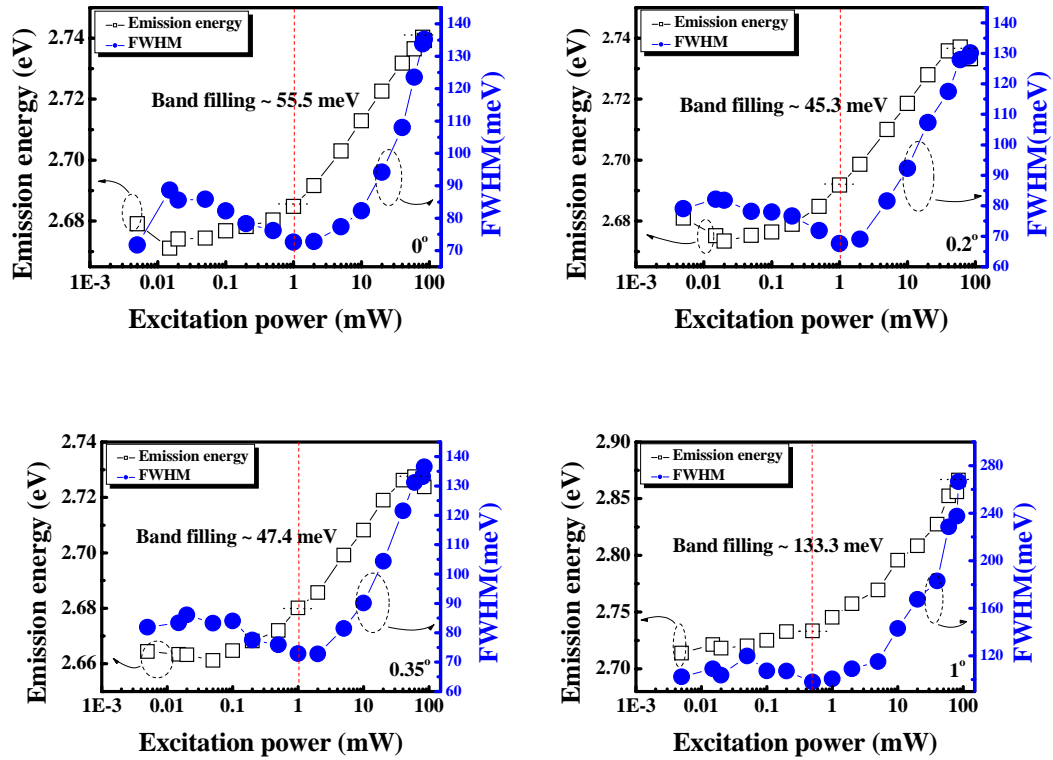 Emission energy
FWHM
Band filling ~ 55.5 meV
0°
2.74
2.72
2.70
2.68
140
130
120
110
100
90
80
70
1E-3 0.01 0.1 1 10 100
Emission energy (eV)
FWHM(meV)
Excitation power (mW)
Emission energy
FWHM
Band filling ~ 45.3 meV
0.2°
2.74
2.72
2.70
2.68
140
130
120
110
100
90
80
70
60
1E-3 0.01 0.1 1 10 100
Emission energy (eV)
FWHM(meV)
Excitation power (mW)
Emission energy
FWHM
Band filling ~ 47.4 meV
0.35°
2.74
2.72
2.70
2.68
2.66
140
130
120
110
100
90
80
70
60
1E-3 0.01 0.1 1 10 100
Emission energy (eV)
FWHM(meV)
Excitation power (mW)
Emission energy
FWHM
Band filling ~ 133.3 meV
1°
2.90
2.85
2.80
2.75
2.70
280
240
200
160
120
1E-3 0.01 0.1 1 10 100
Emission energy (eV)
FWHM(meV)
Excitation power (mW)